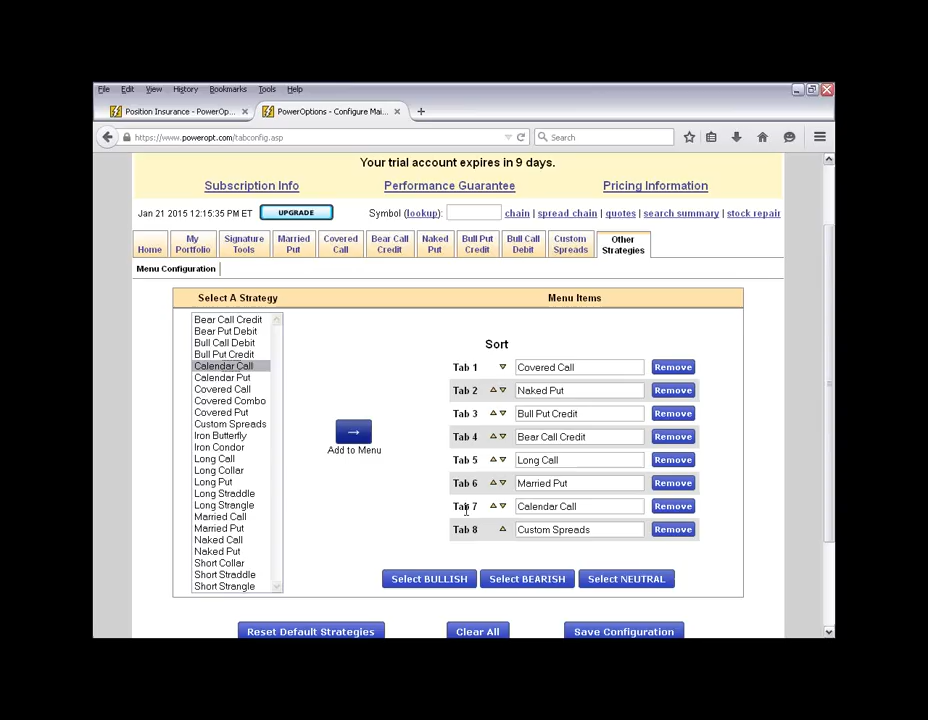 File Edit View History Bookmarks Tools Help
Position Insurance - PowerOp... × PowerOptions - Configure Mai... × +
https://www.poweropt.com/tabconfig.asp Search
Your trial account expires in 9 days.
Subscription Info Performance Guarantee Pricing Information
Jan 21 2015 12:15:35 PM ET UPGRADE Symbol (lookup): chain | spread chain | quotes | search summary | stock repair
Home My Portfolio Signature Tools Married Put Covered Call Bear Call Credit Naked Put Bull Put Credit Bull Call Debit Custom Spreads Other Strategies
Menu Configuration
Select A Strategy Menu Items
Bear Call Credit
Bear Put Debit
Bull Call Debit
Bull Put Credit
Calendar Call
Calendar Put
Covered Call
Covered Combo
Covered Put
Custom Spreads
Iron Butterfly
Iron Condor
Long Call
Long Collar
Long Put
Long Straddle
Long Strangle
Married Call
Married Put
Naked Call
Naked Put
Short Collar
Short Straddle
Short Strangle
Add to Menu
Sort
Tab 1 Covered Call Remove
Tab 2 Naked Put Remove
Tab 3 Bull Put Credit Remove
Tab 4 Bear Call Credit Remove
Tab 5 Long Call Remove
Tab 6 Married Put Remove
Tab 7 Calendar Call Remove
Tab 8 Custom Spreads Remove
Select BULLISH Select BEARISH Select NEUTRAL
Reset Default Strategies Clear All Save Configuration